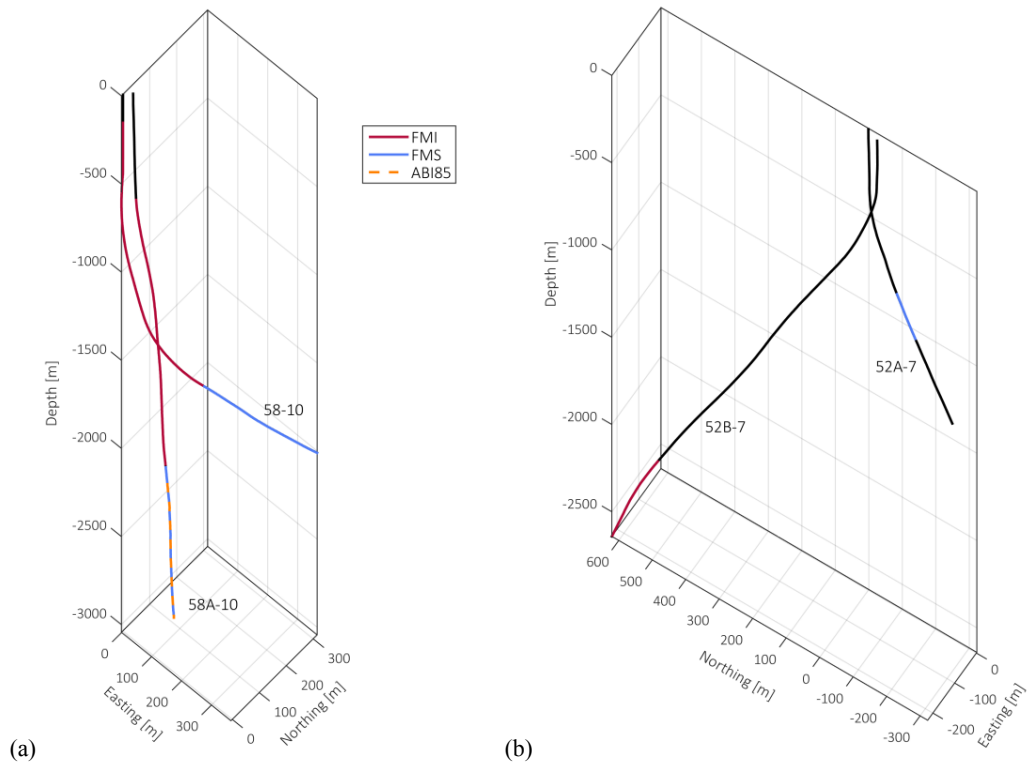 0
-500
-1000
-1500
-2000
-2500
-3000
Depth [m]
0
100
200
300
Easting [m]
0
100
200
300
Northing [m]
FMI
FMS
ABI85
58-10
58A-10
(a)
0
-500
-1000
-1500
-2000
-2500
Depth [m]
600
500
400
300
200
100
0
-100
-200
-300
Northing [m]
0
-100
-200
Easting [m]
52A-7
52B-7
(b)